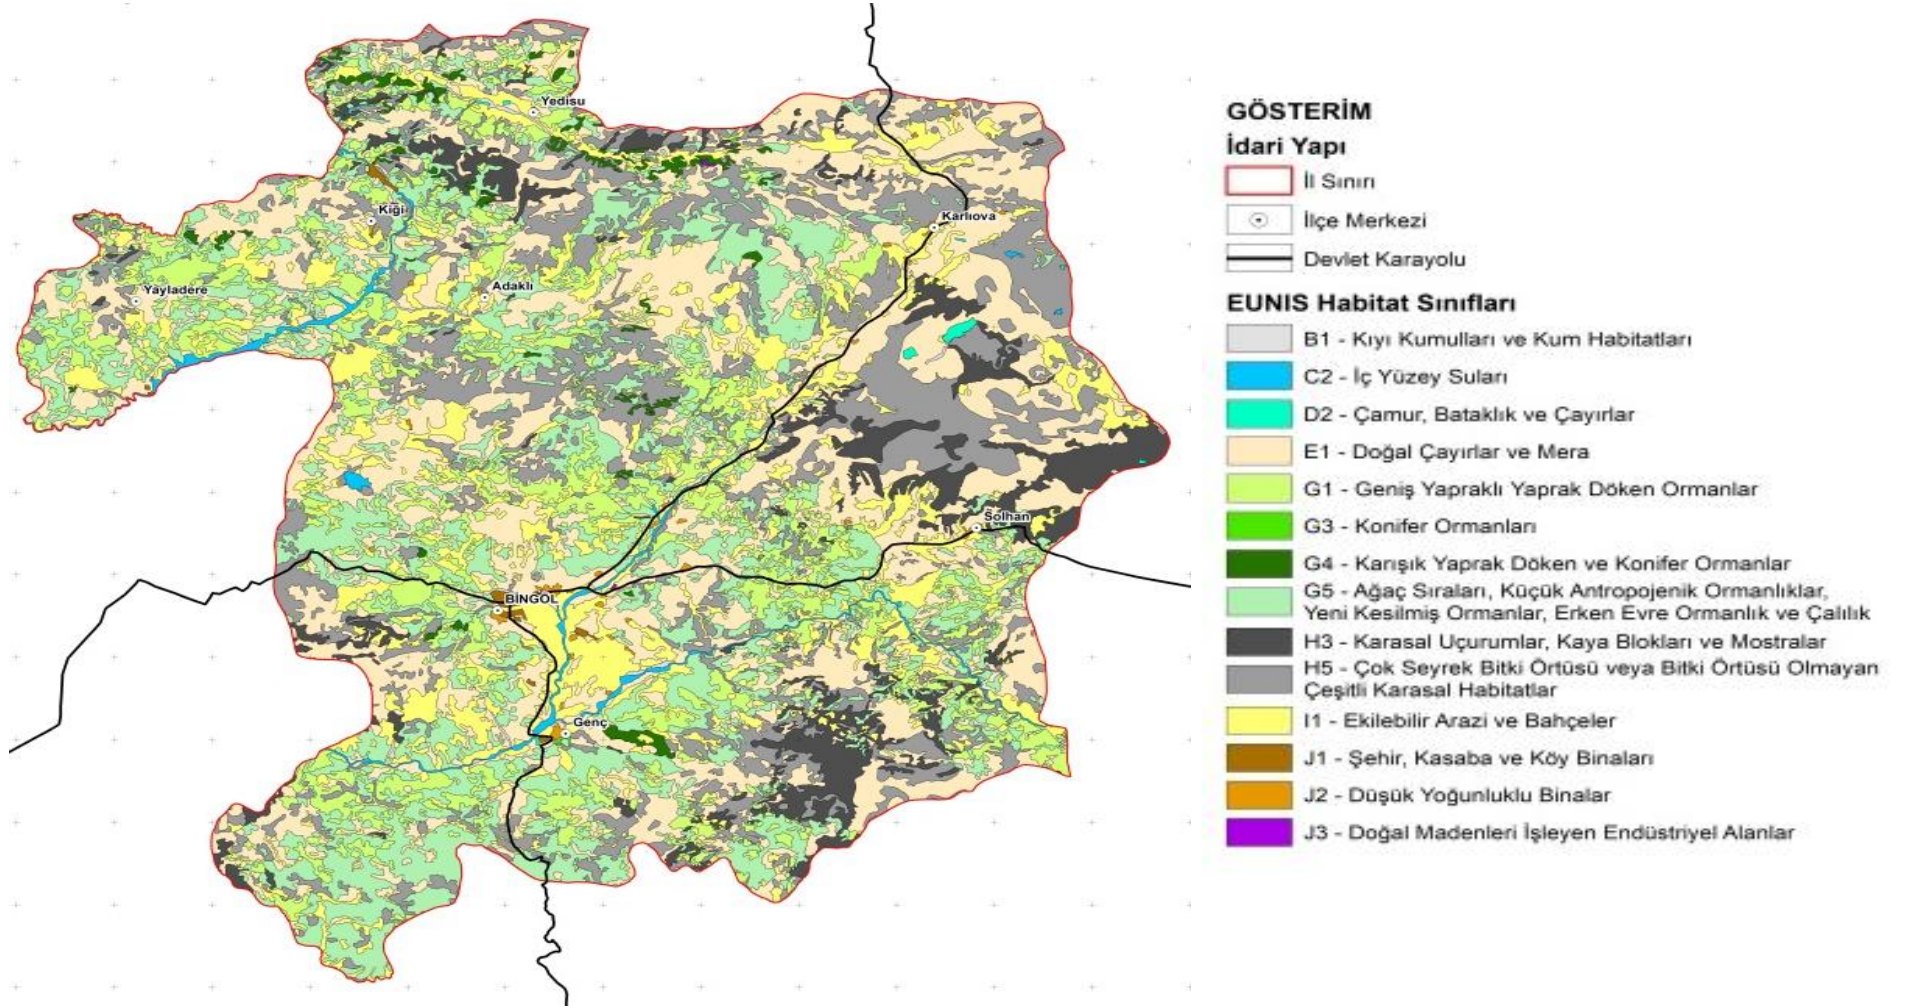 Yedisu
Kiğı
Karlıova
Yayladere
Adaklı
Solhan
BİNGÖL
Genç
GÖSTERİM
İdari Yapı
İl Sınırı
İlçe Merkezi
Devlet Karayolu
EUNIS Habitat Sınıfları
B1 - Kıyı Kumulları ve Kum Habitatları
C2 - İç Yüzey Suları
D2 - Çamur, Bataklık ve Çayırlar
E1 - Doğal Çayırlar ve Mera
G1 - Geniş Yapraklı Yaprak Döken Ormanlar
G3 - Konifer Ormanları
G4 - Karışık Yaprak Döken ve Konifer Ormanlar
G5 - Ağaç Sıraları, Küçük Antropojenik Ormanlıklar,
Yeni Kesilmiş Ormanlar, Erken Evre Ormanlık ve Çalılık
H3 - Karasal Uçurumlar, Kaya Blokları ve Mostralar
H5 - Çok Seyrek Bitki Örtüsü veya Bitki Örtüsü Olmayan
Çeşitli Karasal Habitatlar
I1 - Ekilebilir Arazi ve Bahçeler
J1 - Şehir, Kasaba ve Köy Binaları
J2 - Düşük Yoğunluklu Binalar
J3 - Doğal Madenleri İşleyen Endüstriyel Alanlar